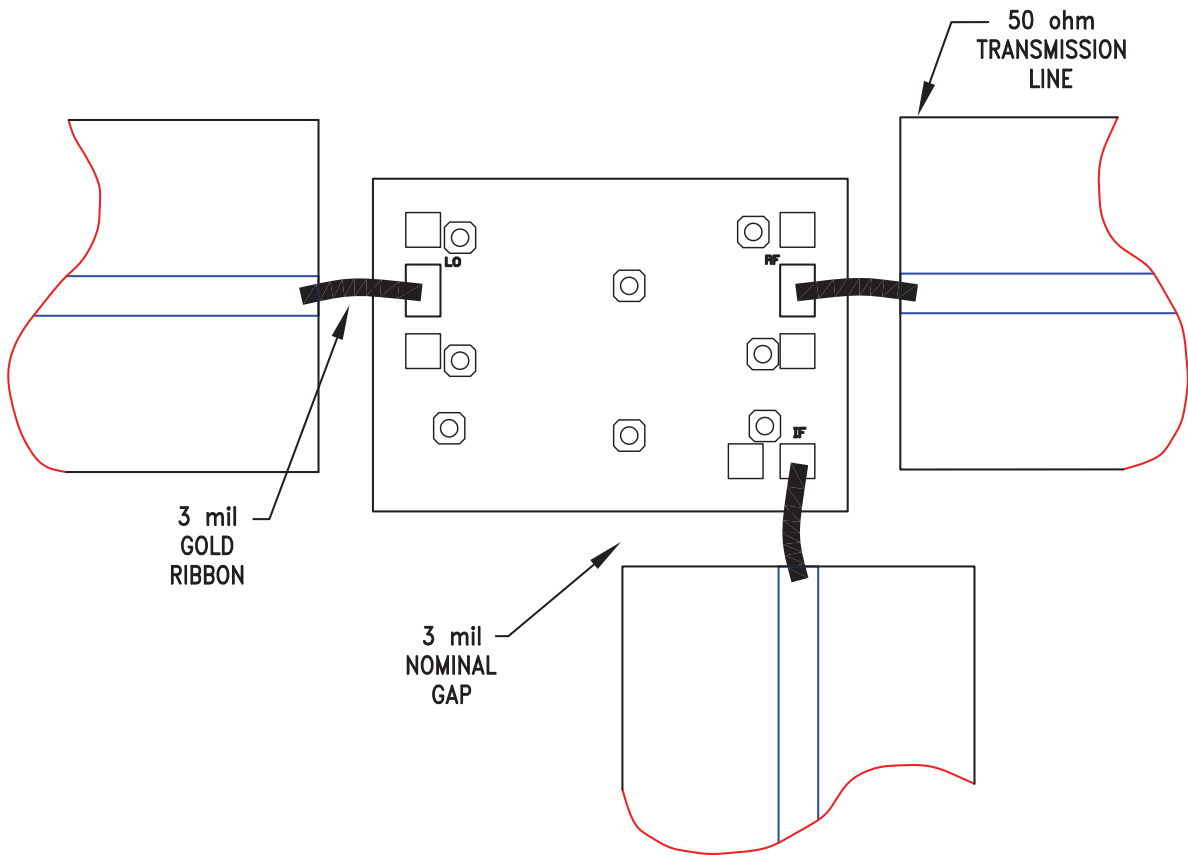 50 ohm
TRANSMISSION
LINE
LO
RF
IF
3 mil
GOLD
RIBBON
3 mil
NOMINAL
GAP